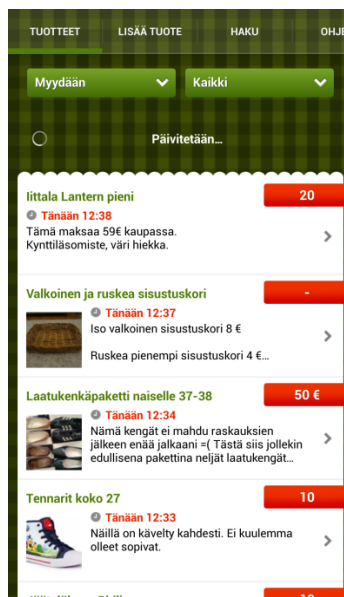 TUOTTEET LISÄÄ TUOTE HAKU
Myydään Kaikki
Päivitetään...
Iittala Lantern pieni 20
Tänään 12:38
Tämä maksaa 59€ kaupassa.
Kynttiläsomiste, väri hiekka.
Valkoinen ja ruskea sisustuskori -
Tänään 12:37
Iso valkoinen sisustuskori 8 €
Ruskea pienempi sisustuskori 4 €...
Laatukenkäpaketti naiselle 37-38 50 €
Tänään 12:34
Nämä kengät ei mahdu raskauksien
jälkeen enää jalkaani =( Tästä siis jollekin
edullisena pakettina neljät laatukengät...
Tennarit koko 27 10
Tänään 12:33
Näillä on kävelty kahdesti. Ei kuulemma
olleet sopivat.